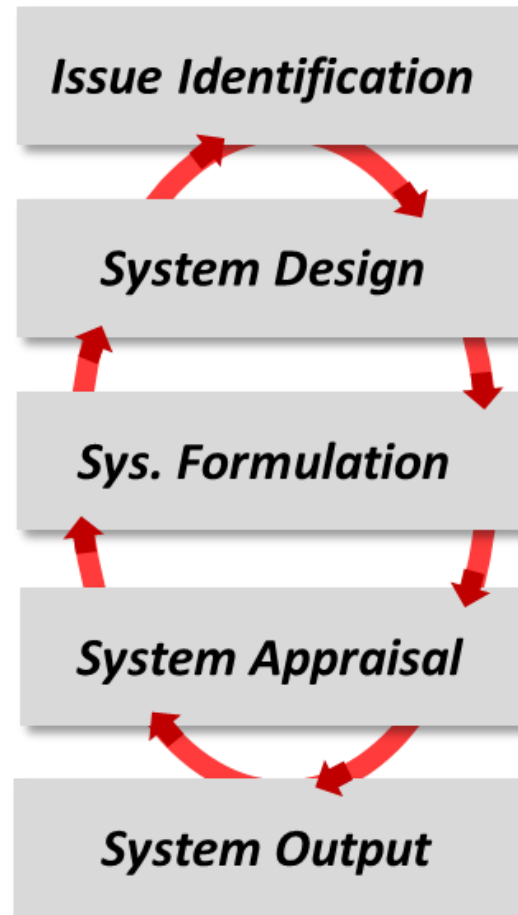 Issue Identification
System Design
Sys. Formulation
System Appraisal
System Output